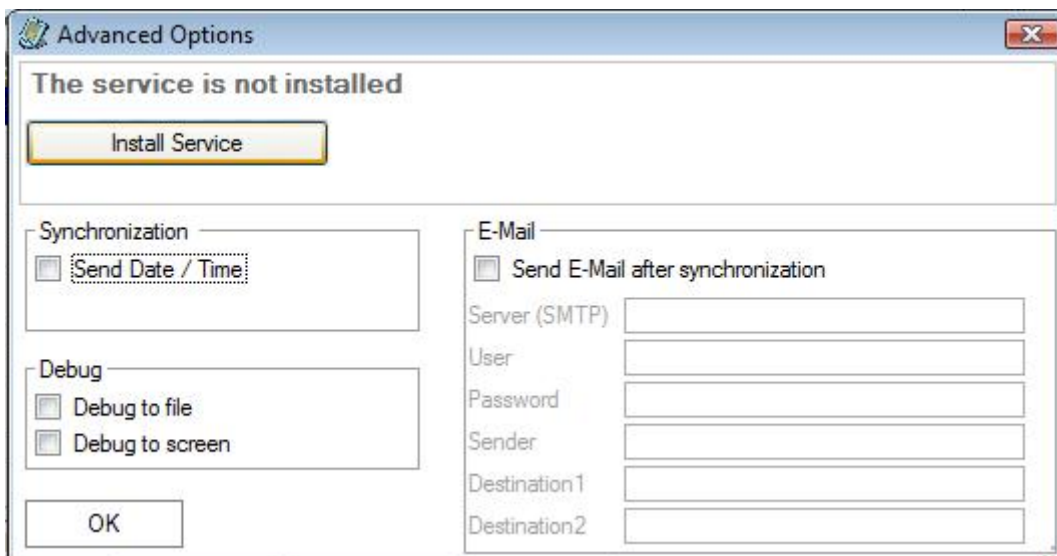 Advanced Options
The service is not installed
Install Service
Synchronization
Send Date / Time
Debug
Debug to file
Debug to screen
OK
E-Mail
Send E-Mail after synchronization
Server (SMTP)
User
Password
Sender
Destination1
Destination2